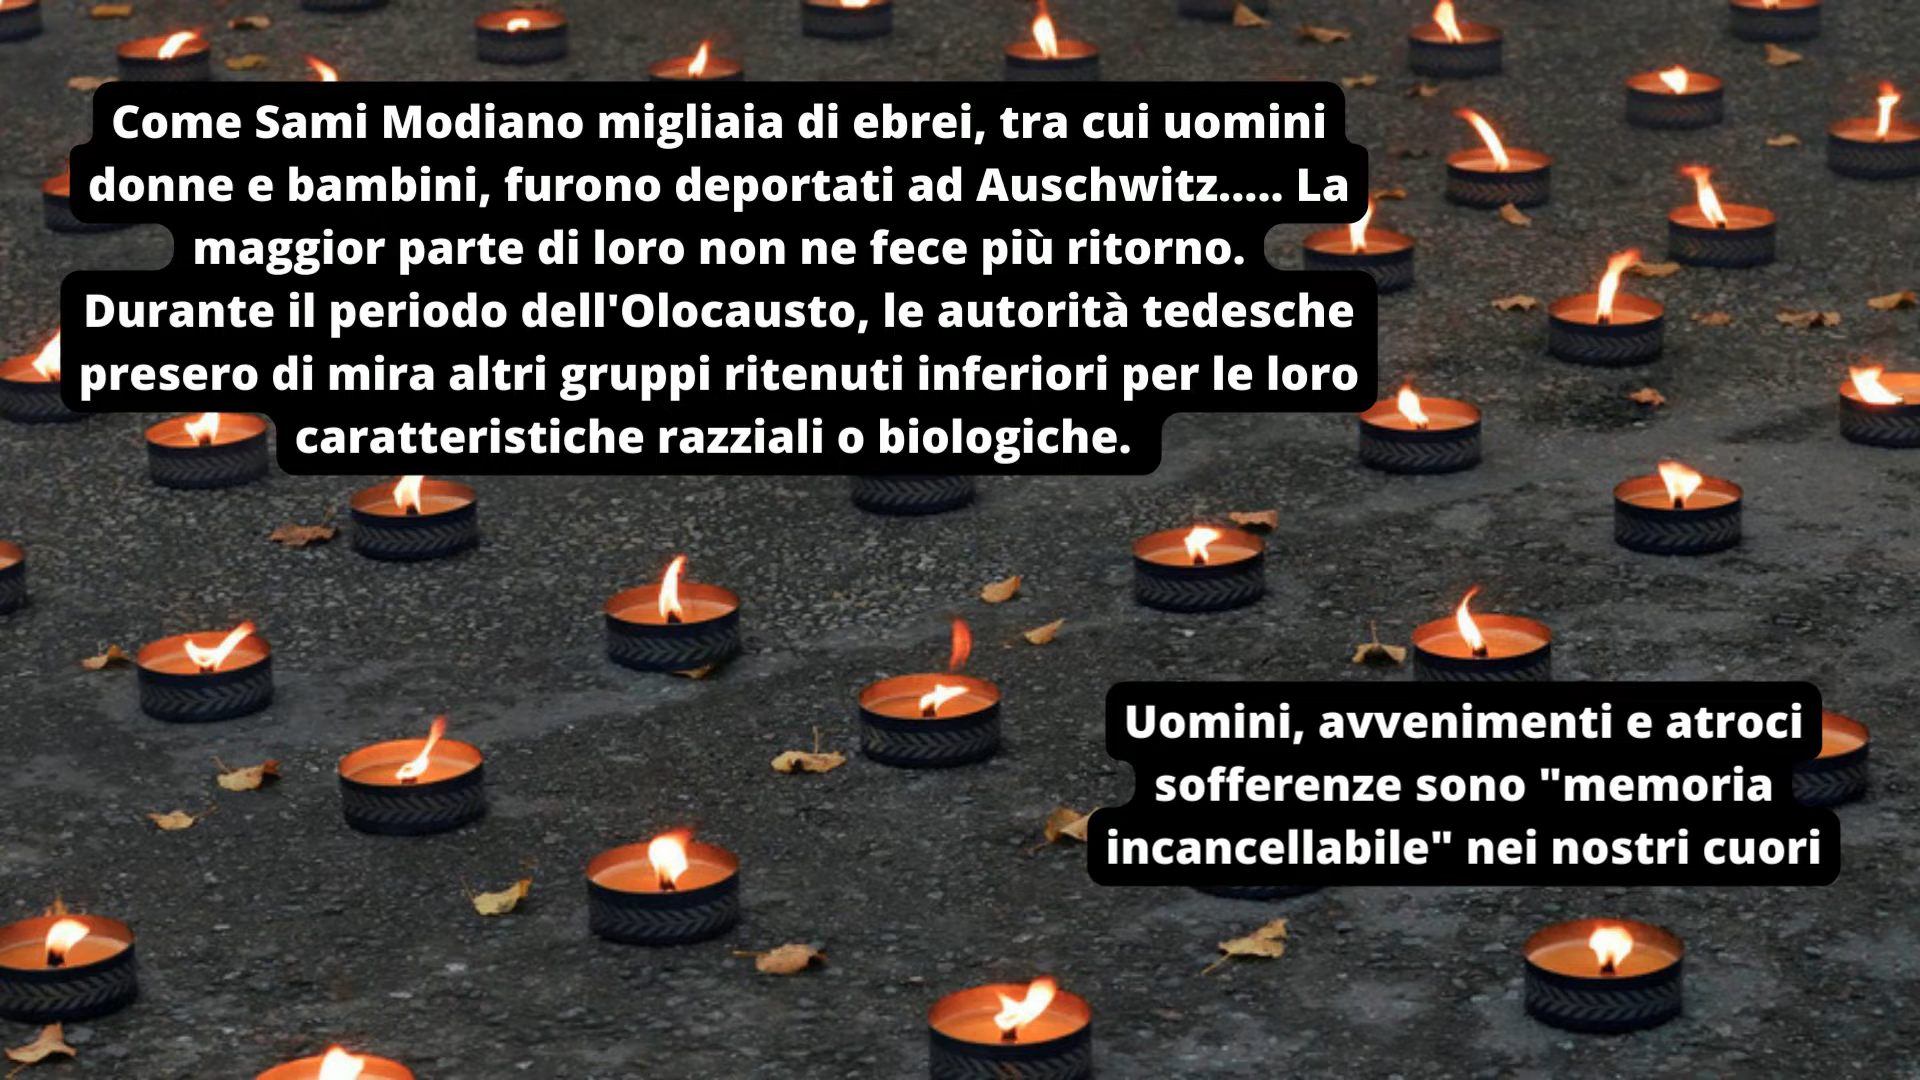 Come Sami Modiano migliaia di ebrei, tra cui uomini
donne e bambini, furono deportati ad Auschwitz..... La
maggior parte di loro non ne fece più ritorno.
Durante il periodo dell'Olocausto, le autorità tedesche
presero di mira altri gruppi ritenuti inferiori per le loro
caratteristiche razziali o biologiche.
Uomini, avvenimenti e atroci
sofferenze sono "memoria
incancellabile" nei nostri cuori